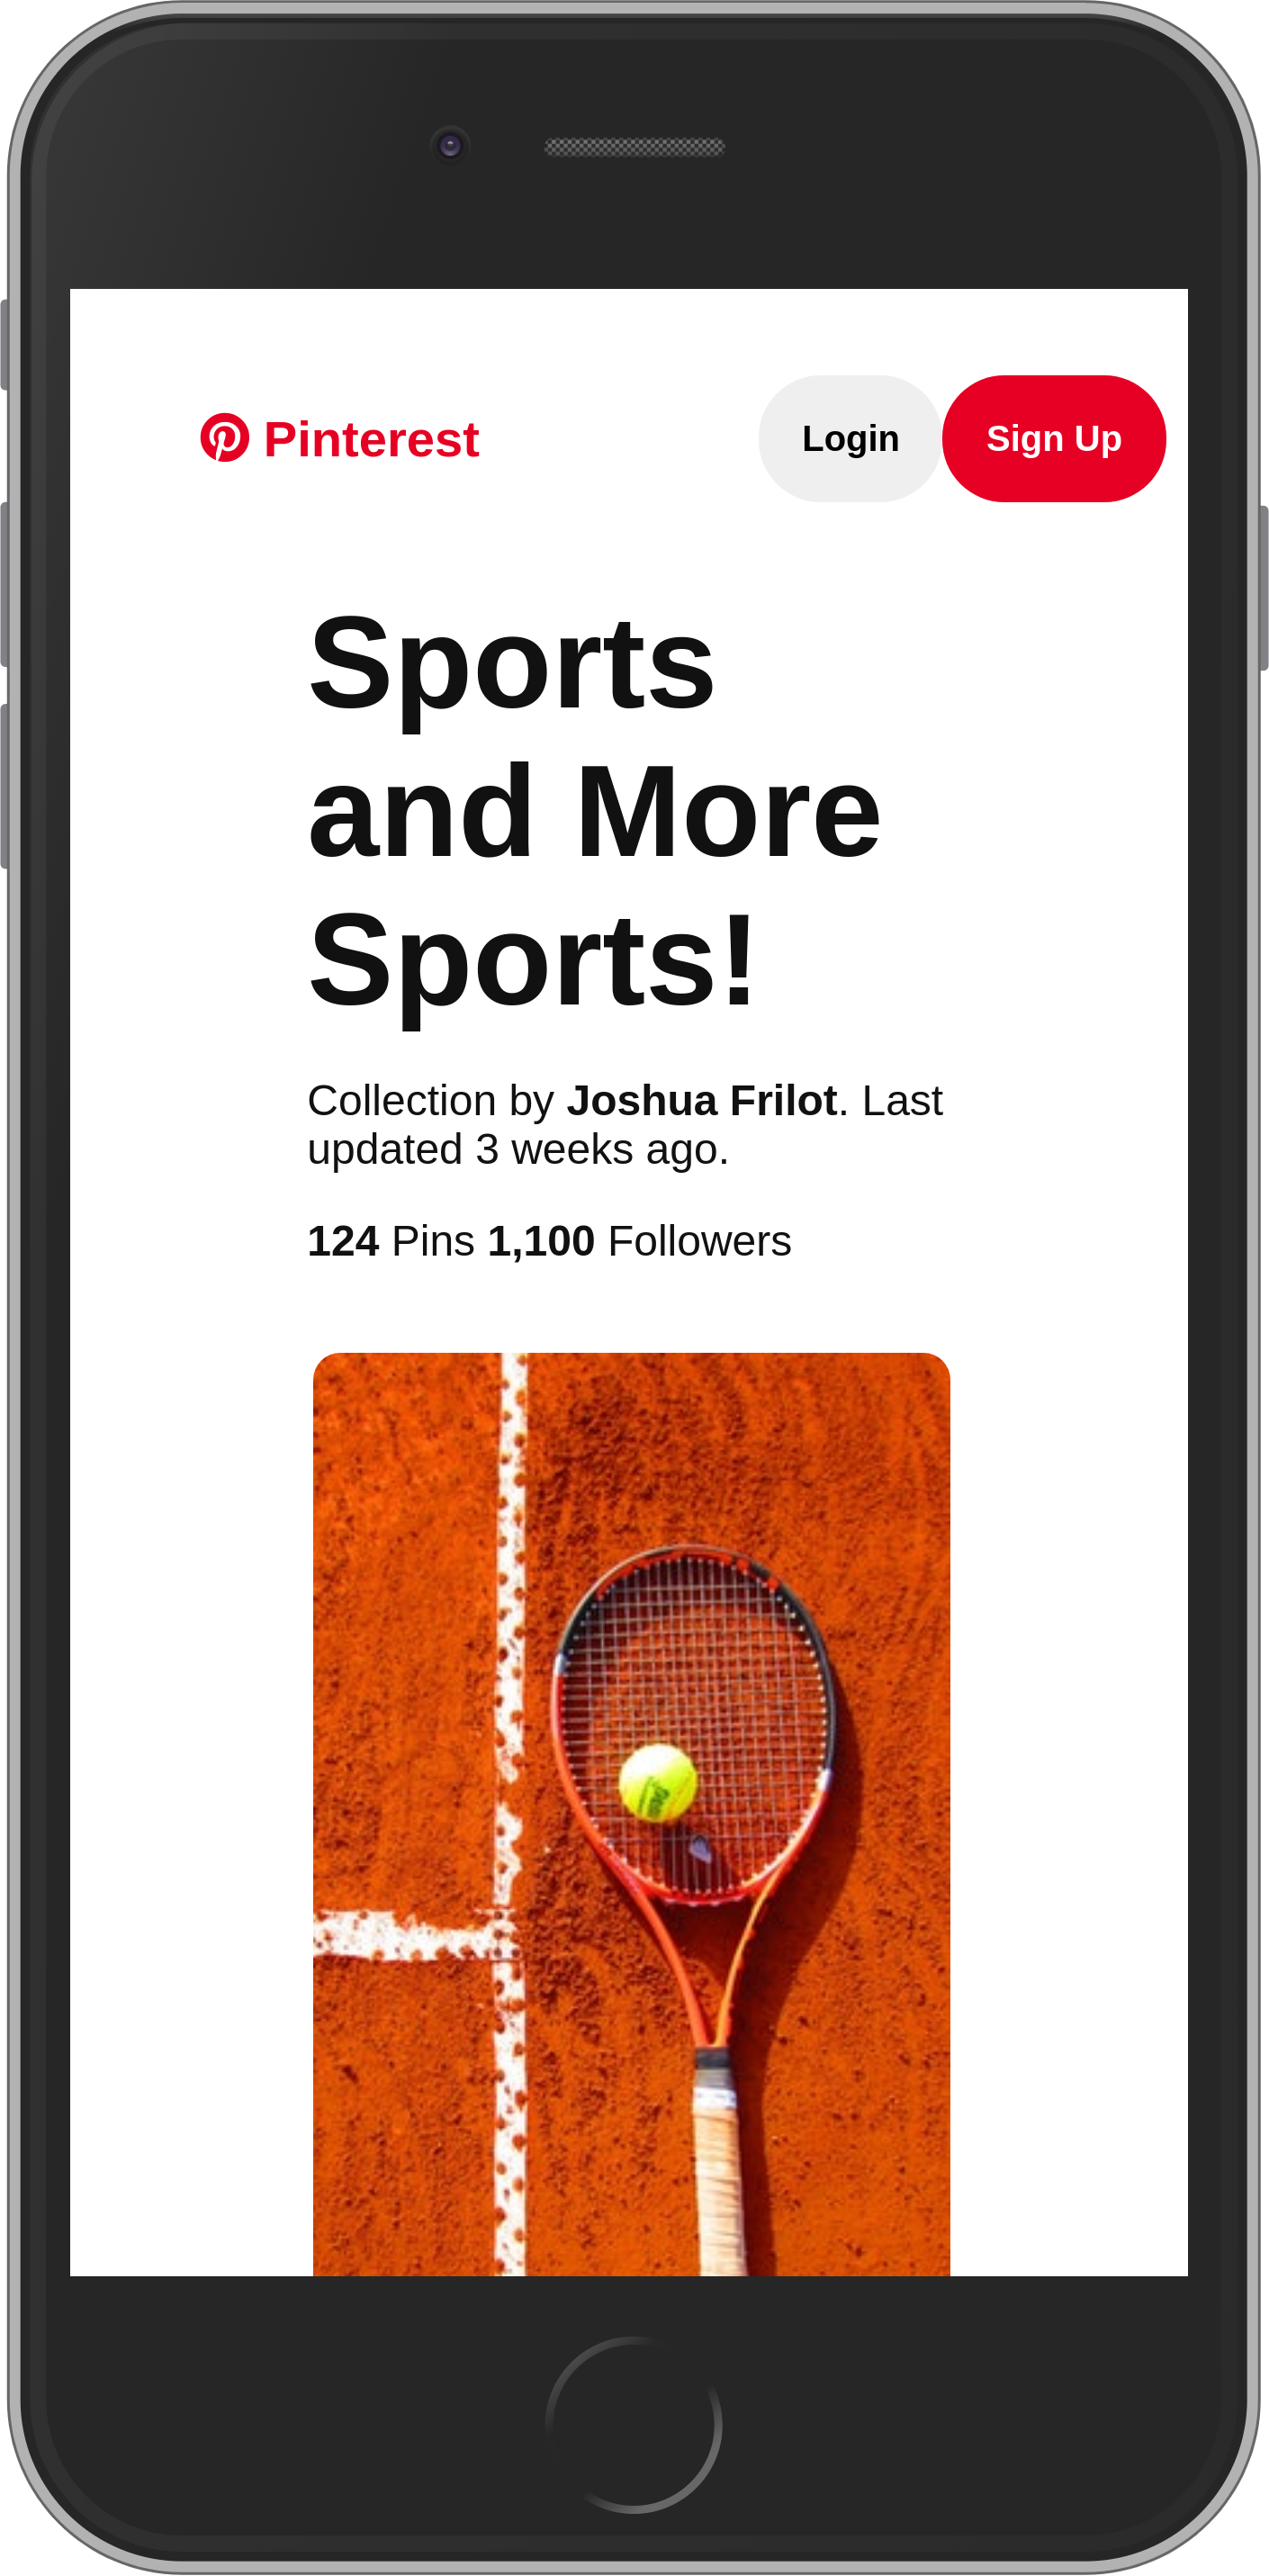 Pinterest
Login
Sign Up
Sports
and More
Sports!
Collection by Joshua Frilot. Last
updated 3 weeks ago.
124 Pins 1,100 Followers